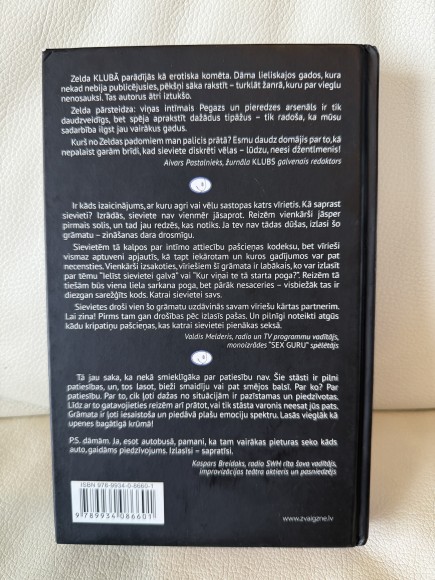 Zelda KLUBĀ parādījās kā erotiska komēta. Dāma lieliskajos gados, kura
nekad nebija publicējusies, pēkšņi sāka rakstīt – turklāt žanrā, kuru par vieglu
nenosauksi. Tas autorus ātri iztukšo.
Zelda pārsteidza: viņas intīmais Pegazs un pieredzes arsenāls ir tik
daudzveidīgs, bet spēja aprakstīt dažādus tipāžus – tik radoša, ka mūsu
sadarbība ilgst jau vairākus gadus.
Kurš no Zeldas padomiem man palicis prātā? Esmu daudz domājis par to, kā
nepalaist garām brīdi, kad sieviete diskrēti vēlas – lūdzu, neesi džentlmenis!
Aivars Pastalnieks, žurnāla KLUBS galvenais redaktors
Ir kāds izaicinājums, ar kuru agri vai vēlu sastopas katrs vīrietis. Kā saprast
sievieti? Izrādās, sieviete nav vienmēr jāsaprot. Reizēm vienkārši jāsper
pirmais solis, un tad jau redzēs, kas notiks. Ja tev nav tādas dūšas, izlasi šo
grāmatu – zināšanas dara drosmīgu.
Sievietēm tā kalpos par intīmo attiecību pašcieņas kodeksu, bet vīrieši
vismaz aptuveni apjautīs, kā tapt iekārotam un kuros gadījumos var pat
necensties. Vienkārši izsakoties, vīriešiem šī grāmata ir labākais, ko var izlasīt
par tēmu “Ielīst sievietei galvā” vai “Kur viņai te tā starta poga?”. Reizēm tā
tiešām būs viena liela sarkana poga, bet pārāk nesaceries – visbiežāk tas ir
diezgan sarežģīts kods. Katrai sievietei savs.
Sievietes droši vien šo grāmatu uzdāvinās savam vīriešu kārtas partnerim.
Lai zina! Pirms tam gan drošības pēc izlasīs pašas. Un pilnīgi noteikti atgūs
kādu kripatiņu pašcieņas, kas katrai sievietei pienākas seksā.
Valdis Melderis, radio un TV programmu vadītājs,
monoizrādes “SEX GURU” spēlētājs
Tā jau saka, ka nekā smieklīgāka par patiesību nav. Šie stāsti ir pilni
patiesības, un, tos lasot, bieži smaidīju vai pat smējos balsī. Par ko? Par
patiesību. Par to, cik ļoti dažas no situācijām ir pazīstamas un piedzīvotas.
Līdz ar to gatavojieties reizēm arī prātot, vai tik stāsta varonis neesat jūs pats.
Grāmata ir ļoti iesaistoša un piedāvā plašu emociju spektru. Lasās vieglāk kā
upenes bagātīgā krūmā!
P.S. dāmām. Ja, esot autobusā, pamani, ka tam vairākas pieturas seko kāds
auto, gaidāms piedzīvojums. Izlasīsi – sapratīsi.
Kaspars Breidaks, radio SWH rīta šova vadītājs,
improvizācijas teātra aktieris un pasniedzējs
ISBN 978-9934-0-8660-1
9 789934 086601
www.zvaigzne.lv